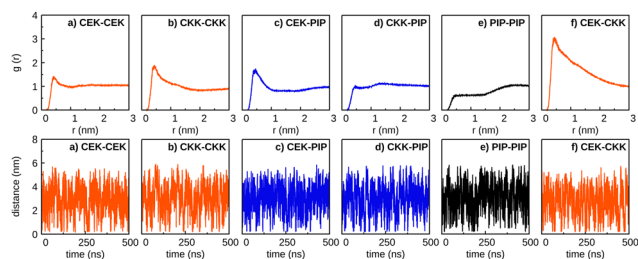 a) CEK-CEK
b) CKK-CKK
c) CEK-PIP
d) CKK-PIP
e) PIP-PIP
f) CEK-CKK
g (r)
4
3
2
1
0
0 1 2 3
0 1 2 3
0 1 2 3
0 1 2 3
0 1 2 3
0 1 2 3
r (nm)
r (nm)
r (nm)
r (nm)
r (nm)
r (nm)
a) CEK-CEK
b) CKK-CKK
c) CEK-PIP
d) CKK-PIP
e) PIP-PIP
f) CEK-CKK
distance (nm)
8
6
4
2
0
0 250 500
0 250 500
0 250 500
0 250 500
0 250 500
0 250 500
time (ns)
time (ns)
time (ns)
time (ns)
time (ns)
time (ns)